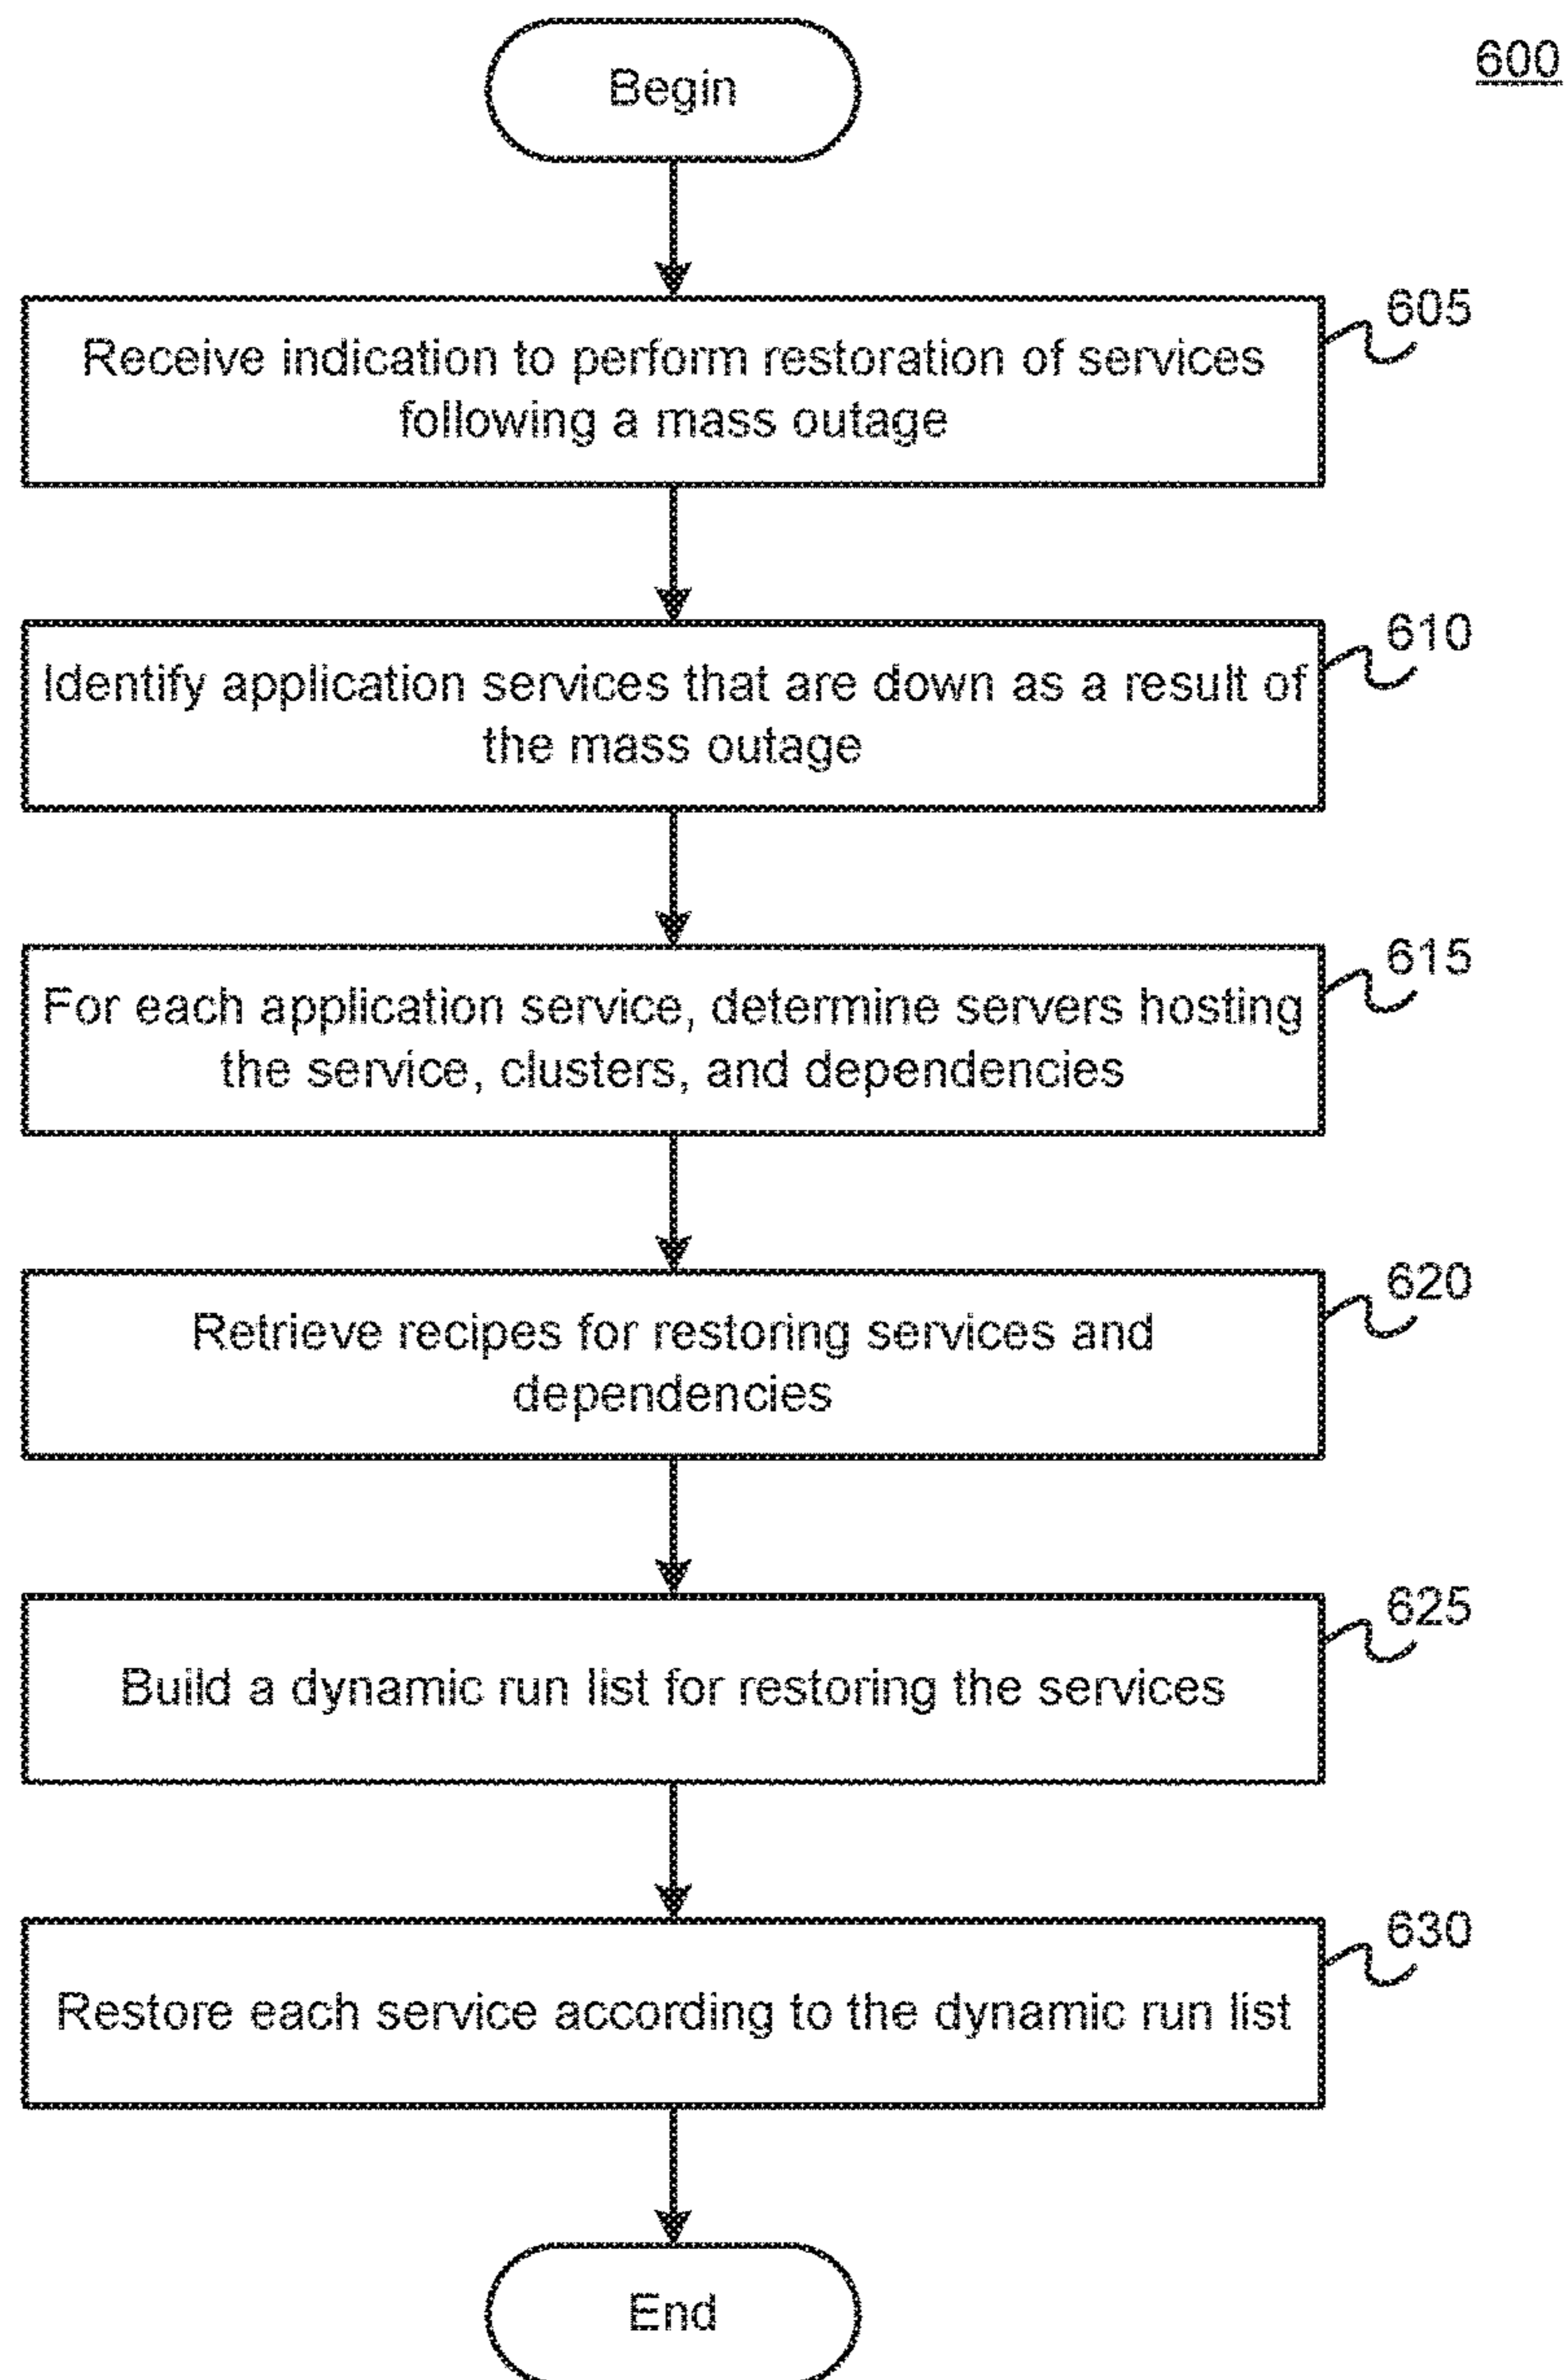 600
Begin
Receive indication to perform restoration of services
following a mass outage
605
Identify application services that are down as a result of
the mass outage
610
For each application service, determine servers hosting
the service, clusters, and dependencies
615
Retrieve recipes for restoring services and
dependencies
620
Build a dynamic run list for restoring the services
625
Restore each service according to the dynamic run list
630
End